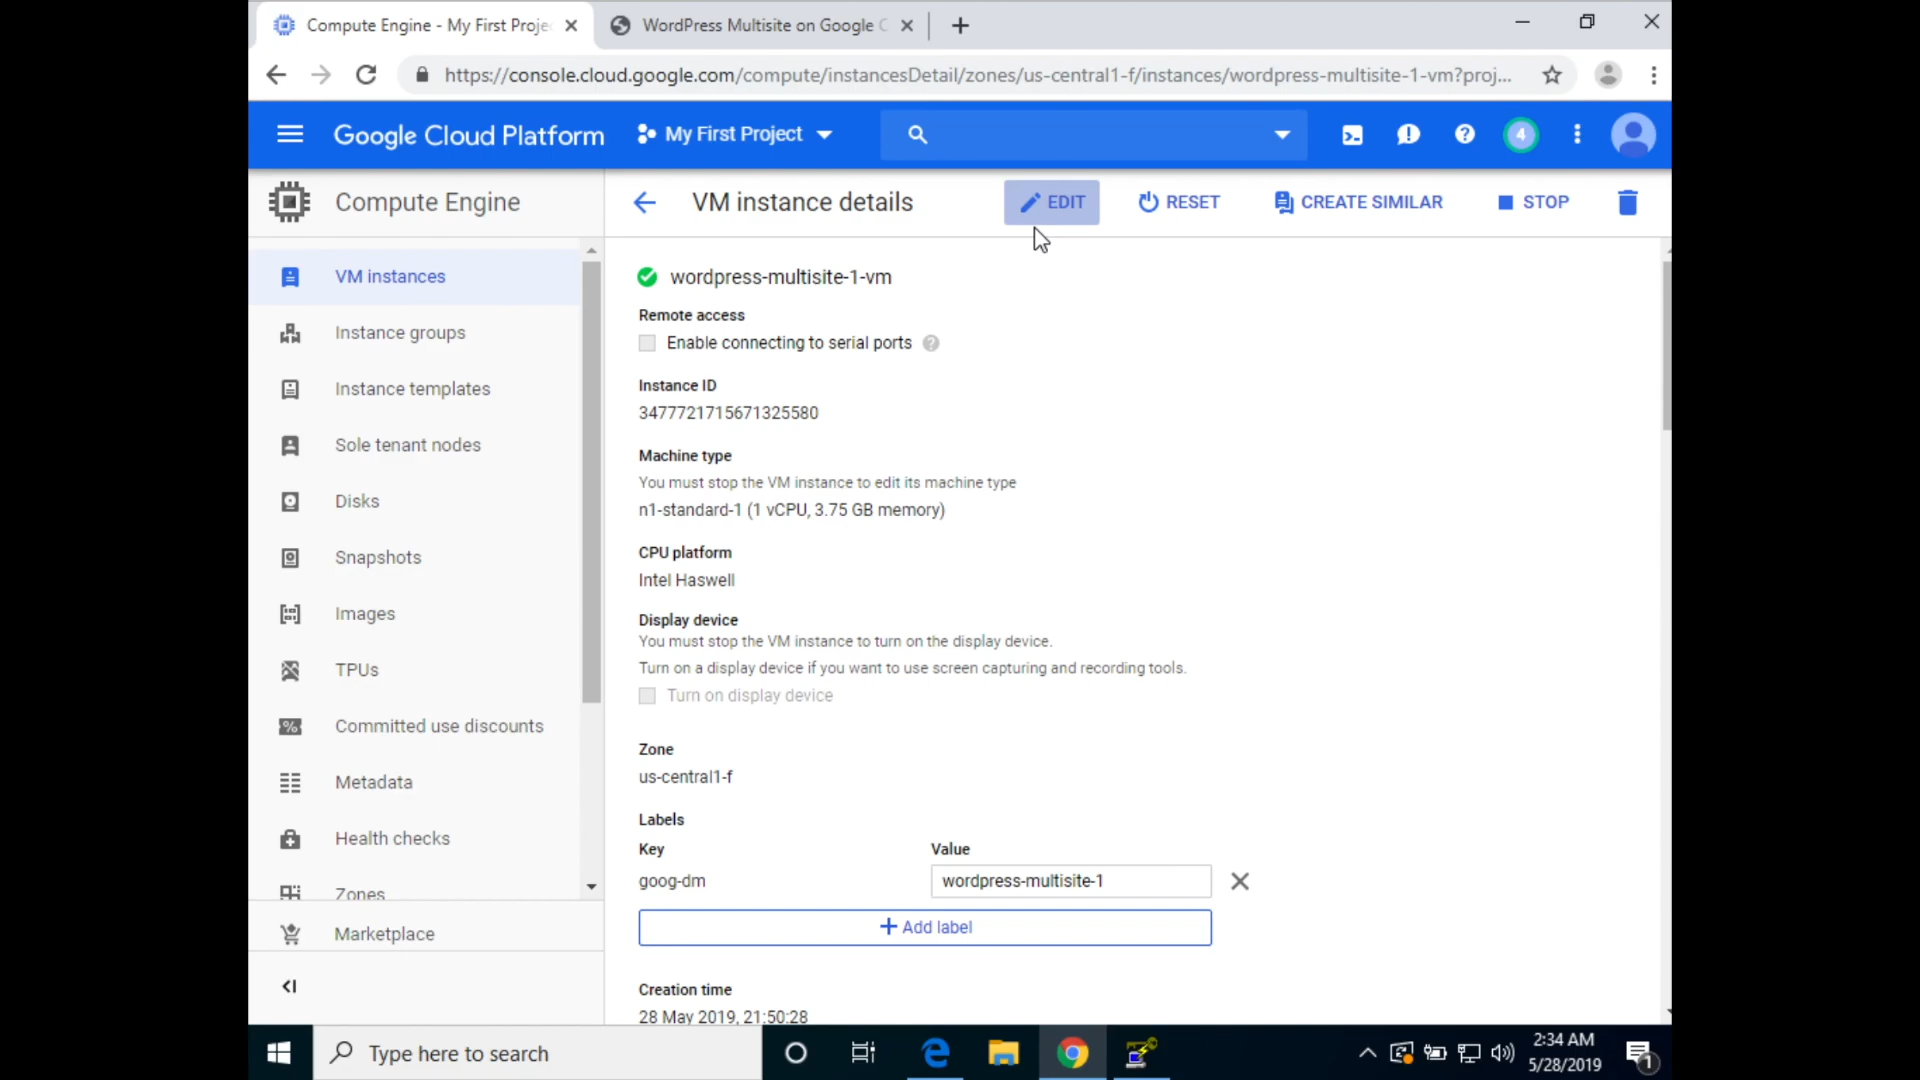 Compute Engine - My First Proje
WordPress Multisite on Google C
https://console.cloud.google.com/compute/instancesDetail/zones/us-central1-f/instances/wordpress-multisite-1-vm?proj...
Google Cloud Platform
My First Project
4
Compute Engine
VM instance details
EDIT
RESET
CREATE SIMILAR
STOP
VM instances
Instance groups
Instance templates
Sole tenant nodes
Disks
Snapshots
Images
TPUs
Committed use discounts
Metadata
Health checks
Zones
Marketplace
wordpress-multisite-1-vm
Remote access
Enable connecting to serial ports
Instance ID
3477721715671325580
Machine type
You must stop the VM instance to edit its machine type
n1-standard-1 (1 vCPU, 3.75 GB memory)
CPU platform
Intel Haswell
Display device
You must stop the VM instance to turn on the display device.
Turn on a display device if you want to use screen capturing and recording tools.
Turn on display device
Zone
us-central1-f
Labels
Key Value
goog-dm wordpress-multisite-1
Add label
Creation time
28 May 2019, 21:50:28
Type here to search
2:34 AM
5/28/2019
1